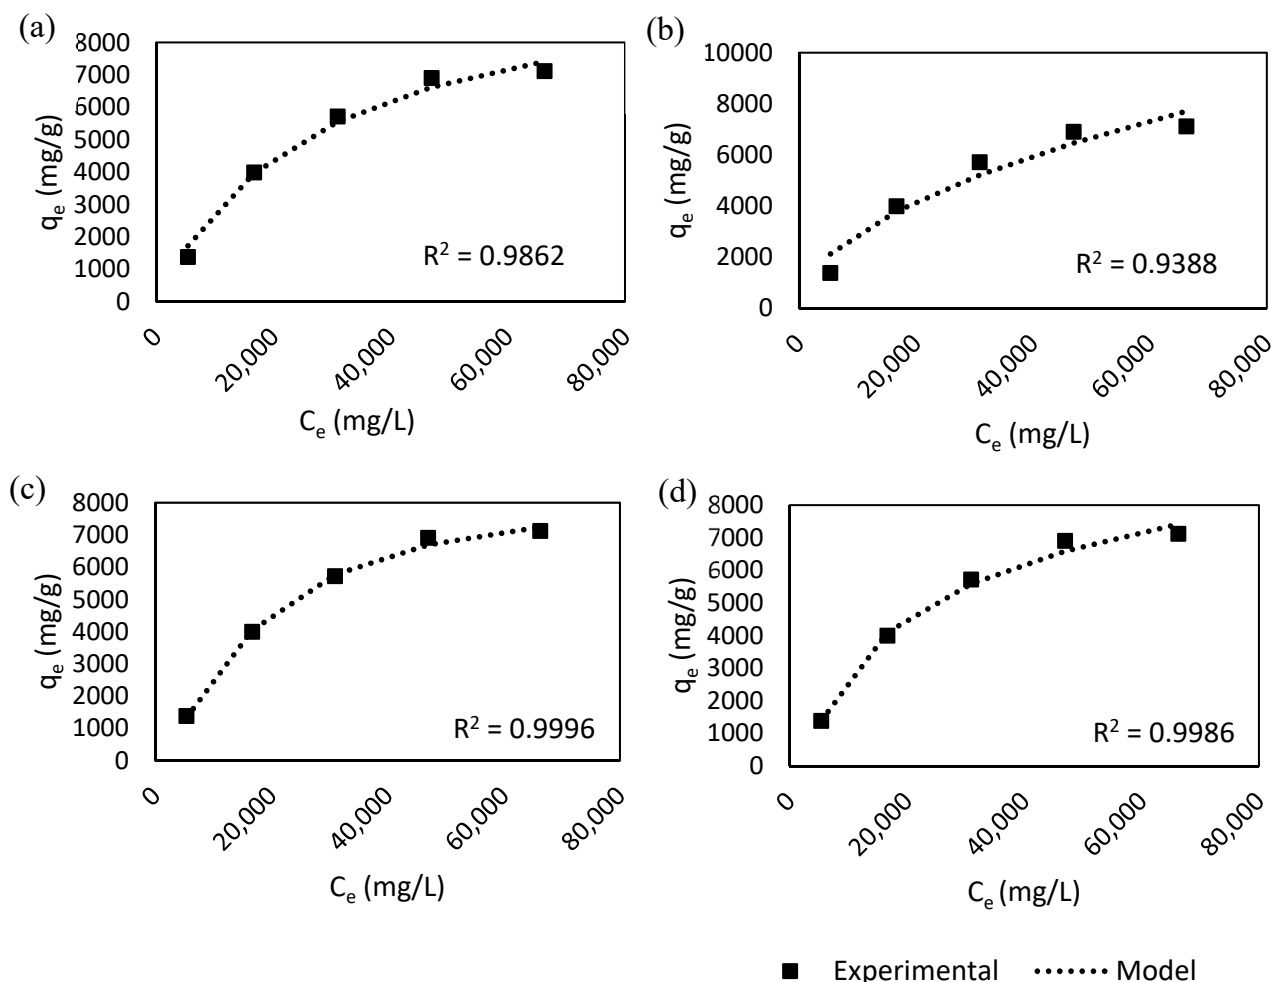 (a)
8000
7000
6000
5000
4000
3000
2000
1000
0
qₑ (mg/g)
R² = 0.9862
0
20,000
40,000
60,000
80,000
Cₑ (mg/L)
(b)
10000
8000
6000
4000
2000
0
qₑ (mg/g)
R² = 0.9388
0
20,000
40,000
60,000
80,000
Cₑ (mg/L)
(c)
8000
7000
6000
5000
4000
3000
2000
1000
0
qₑ (mg/g)
R² = 0.9996
0
20,000
40,000
60,000
80,000
Cₑ (mg/L)
(d)
8000
7000
6000
5000
4000
3000
2000
1000
0
qₑ (mg/g)
R² = 0.9986
0
20,000
40,000
60,000
80,000
Cₑ (mg/L)
Experimental
Model